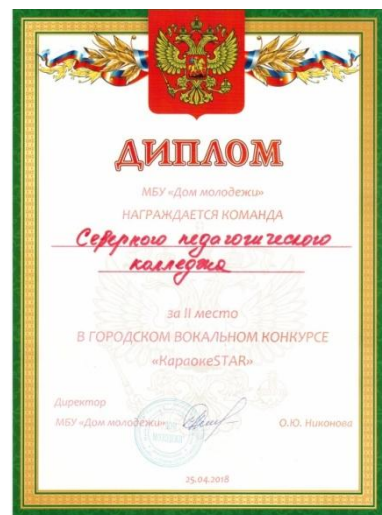 ДИПЛОМ
МБУ «Дом молодежи»
НАГРАЖДАЕТСЯ КОМАНДА
Северного педагогического
колледжа
за II место
В ГОРОДСКОМ ВОКАЛЬНОМ КОНКУРСЕ
«КараокеSTAR»
Директор
МБУ «Дом молодежи»
О.Ю. Никонова
25.04.2018